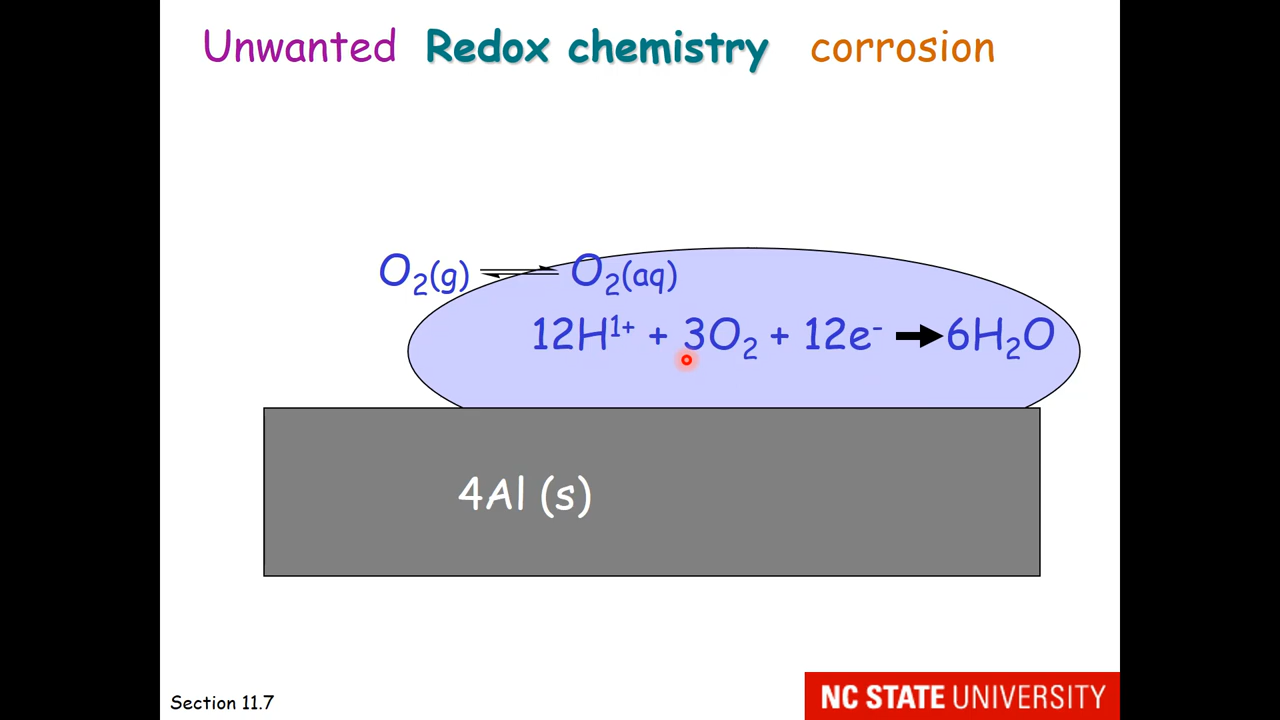 Unwanted Redox chemistry corrosion
O₂(g) ⇌ O₂(aq)
12H¹⁺ + 3O₂ + 12e⁻ ➡ 6H₂O
4Al (s)
Section 11.7
NC STATE UNIVERSITY